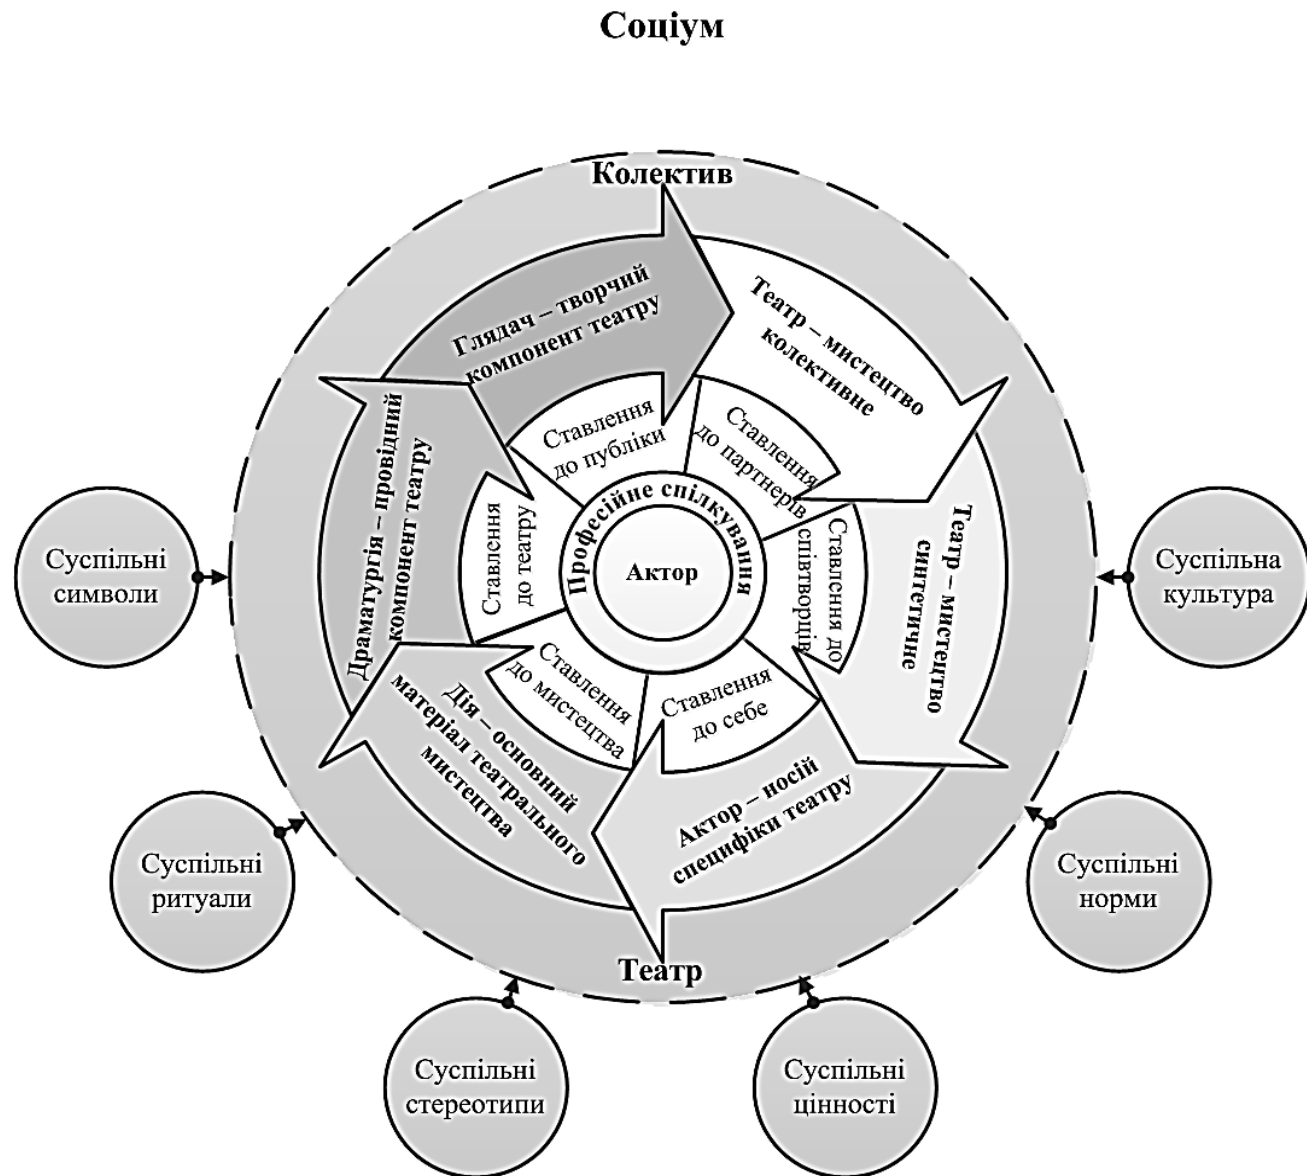 Соціум
Колектив
Глядач – творчий
компонент театру
Театр – мистецтво
колективне
Театр – мистецтво
синтетичне
Актор – носій
специфіки театру
Дія – основний
матеріал театрального
мистецтва
Драматургія – провідний
компонент театру
Ставлення
до публіки
Ставлення
до партнерів
Ставлення до
співтворців
Ставлення
до себе
Ставлення
до мистецтва
Ставлення
до театру
Професійне спілкування
Актор
Театр
Суспільні
символи
Суспільна
культура
Суспільні
ритуали
Суспільні
норми
Суспільні
стереотипи
Суспільні
цінності